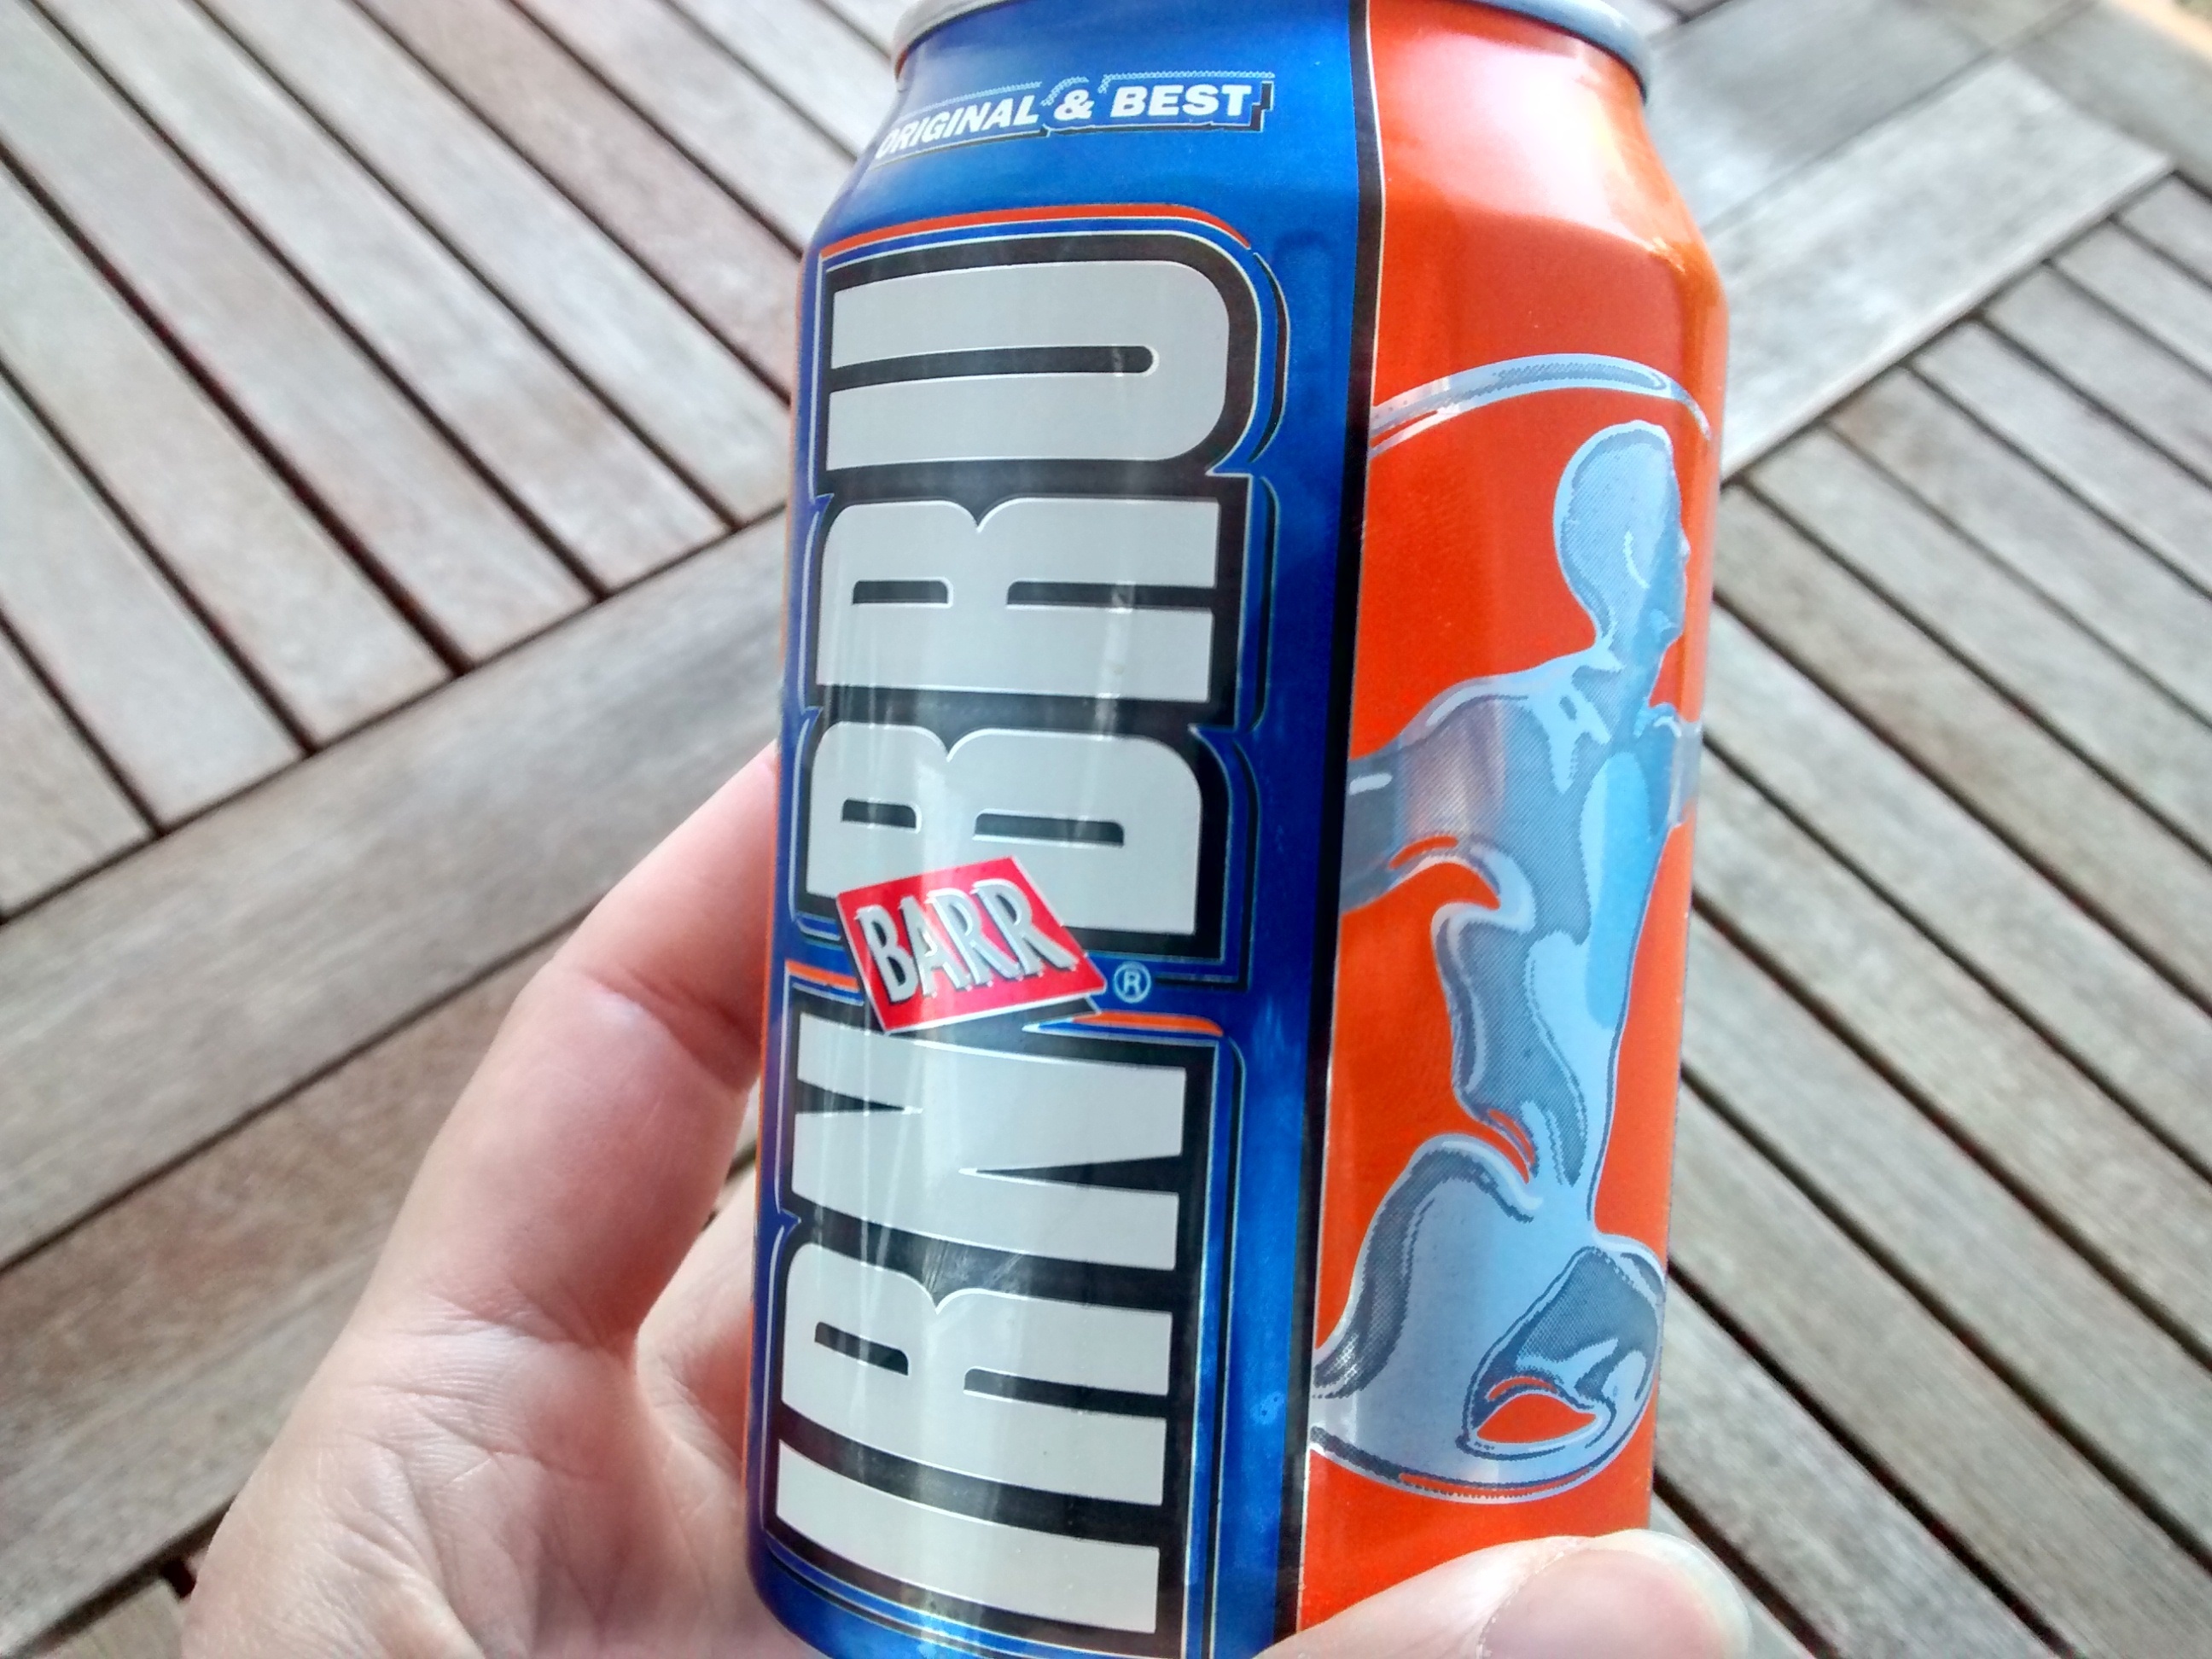 ORIGINAL & BEST
IRN BRU
BARR
®